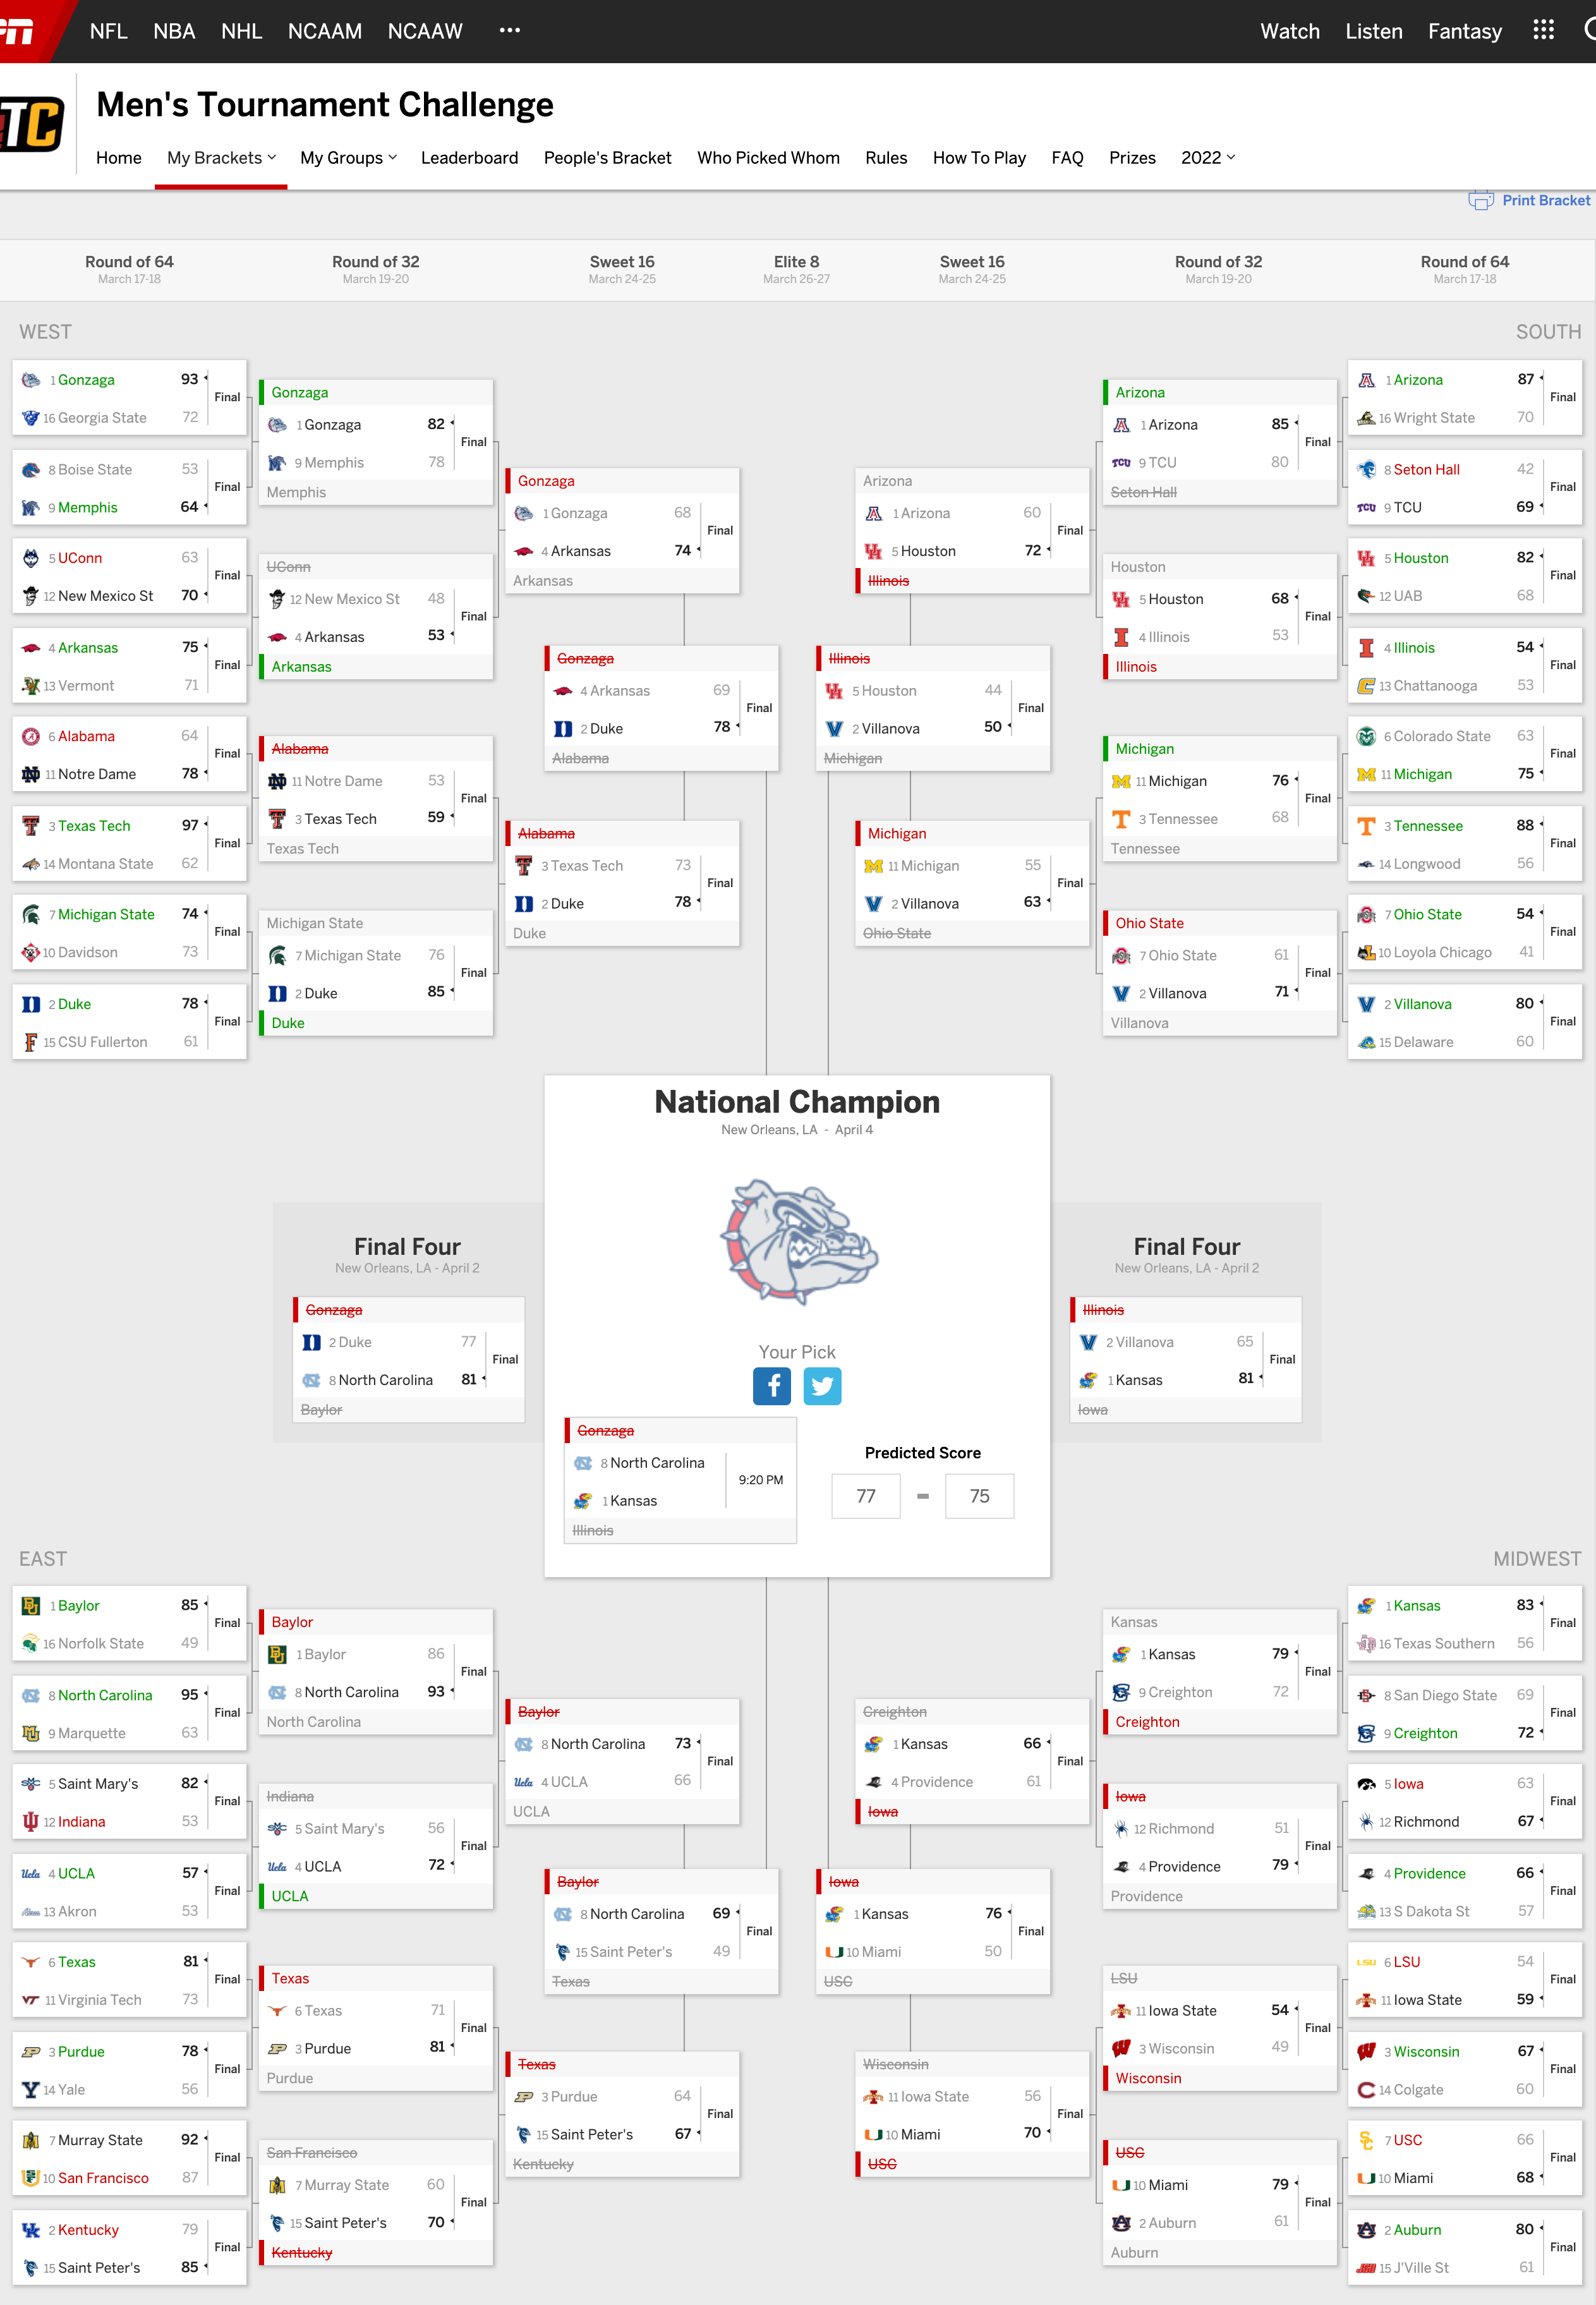 NFL NBA NHL NCAAM NCAAW ••• Watch Listen Fantasy
TC
Men's Tournament Challenge
Home My Brackets My Groups Leaderboard People's Bracket Who Picked Whom Rules How To Play FAQ Prizes 2022
Print Bracket
Round of 64 Round of 32 Sweet 16 Elite 8 Sweet 16 Round of 32 Round of 64
March 17-18 March 19-20 March 24-25 March 26-27 March 24-25 March 19-20 March 17-18
WEST
1 Gonzaga 93
16 Georgia State 72
Final
8 Boise State 53
9 Memphis 64
Final
5 UConn 63
12 New Mexico St 70
Final
4 Arkansas 75
13 Vermont 71
Final
6 Alabama 64
11 Notre Dame 78
Final
3 Texas Tech 97
14 Montana State 62
Final
7 Michigan State 74
10 Davidson 73
Final
2 Duke 78
15 CSU Fullerton 61
Final
Gonzaga
1 Gonzaga 82
9 Memphis 78
Final
Memphis
UConn
12 New Mexico St 48
4 Arkansas 53
Final
Arkansas
Alabama
11 Notre Dame 53
3 Texas Tech 59
Final
Texas Tech
Michigan State
7 Michigan State 76
2 Duke 85
Final
Duke
Gonzaga
1 Gonzaga 68
4 Arkansas 74
Final
Arkansas
Alabama
3 Texas Tech 73
2 Duke 78
Final
Duke
Gonzaga
4 Arkansas 69
2 Duke 78
Final
Alabama
SOUTH
Illinois
5 Houston 44
2 Villanova 50
Final
Michigan
Arizona
1 Arizona 60
5 Houston 72
Final
Illinois
Michigan
11 Michigan 55
2 Villanova 63
Final
Ohio State
Arizona
1 Arizona 85
9 TCU 80
Final
Seton Hall
Houston
5 Houston 68
4 Illinois 53
Final
Illinois
Michigan
11 Michigan 76
3 Tennessee 68
Final
Tennessee
Ohio State
7 Ohio State 61
2 Villanova 71
Final
Villanova
1 Arizona 87
16 Wright State 70
Final
8 Seton Hall 42
TCU 9 TCU 69
Final
5 Houston 82
12 UAB 68
Final
4 Illinois 54
13 Chattanooga 53
Final
6 Colorado State 63
11 Michigan 75
Final
3 Tennessee 88
14 Longwood 56
Final
7 Ohio State 54
10 Loyola Chicago 41
Final
2 Villanova 80
15 Delaware 60
Final
National Champion
New Orleans, LA - April 4
Your Pick
Gonzaga
8 North Carolina
1 Kansas
9:20 PM
Illinois
Predicted Score
77 - 75
Final Four
New Orleans, LA - April 2
Gonzaga
2 Duke 77
8 North Carolina 81
Final
Baylor
Final Four
New Orleans, LA - April 2
Illinois
2 Villanova 65
1 Kansas 81
Final
Iowa
EAST
1 Baylor 85
16 Norfolk State 49
Final
8 North Carolina 95
9 Marquette 63
Final
5 Saint Mary's 82
12 Indiana 53
Final
Ucla 4 UCLA 57
13 Akron 53
Final
6 Texas 81
11 Virginia Tech 73
Final
3 Purdue 78
14 Yale 56
Final
7 Murray State 92
10 San Francisco 87
Final
2 Kentucky 79
15 Saint Peter's 85
Final
Baylor
1 Baylor 86
8 North Carolina 93
Final
North Carolina
Indiana
5 Saint Mary's 56
Ucla 4 UCLA 72
Final
UCLA
Texas
6 Texas 71
3 Purdue 81
Final
Purdue
San Francisco
7 Murray State 60
15 Saint Peter's 70
Final
Kentucky
Baylor
8 North Carolina 73
Ucla 4 UCLA 66
Final
UCLA
Texas
3 Purdue 64
15 Saint Peter's 67
Final
Kentucky
Baylor
8 North Carolina 69
15 Saint Peter's 49
Final
Texas
MIDWEST
Iowa
1 Kansas 76
10 Miami 50
Final
USC
Creighton
1 Kansas 66
4 Providence 61
Final
Iowa
Wisconsin
11 Iowa State 56
10 Miami 70
Final
USC
Kansas
1 Kansas 79
9 Creighton 72
Final
Creighton
Iowa
12 Richmond 51
4 Providence 79
Final
Providence
LSU
11 Iowa State 54
3 Wisconsin 49
Final
Wisconsin
USC
10 Miami 79
2 Auburn 61
Final
Auburn
1 Kansas 83
16 Texas Southern 56
Final
8 San Diego State 69
9 Creighton 72
Final
5 Iowa 63
12 Richmond 67
Final
4 Providence 66
13 S Dakota St 57
Final
LSU 6 LSU 54
11 Iowa State 59
Final
3 Wisconsin 67
14 Colgate 60
Final
7 USC 66
10 Miami 68
Final
2 Auburn 80
15 J'Ville St 61
Final